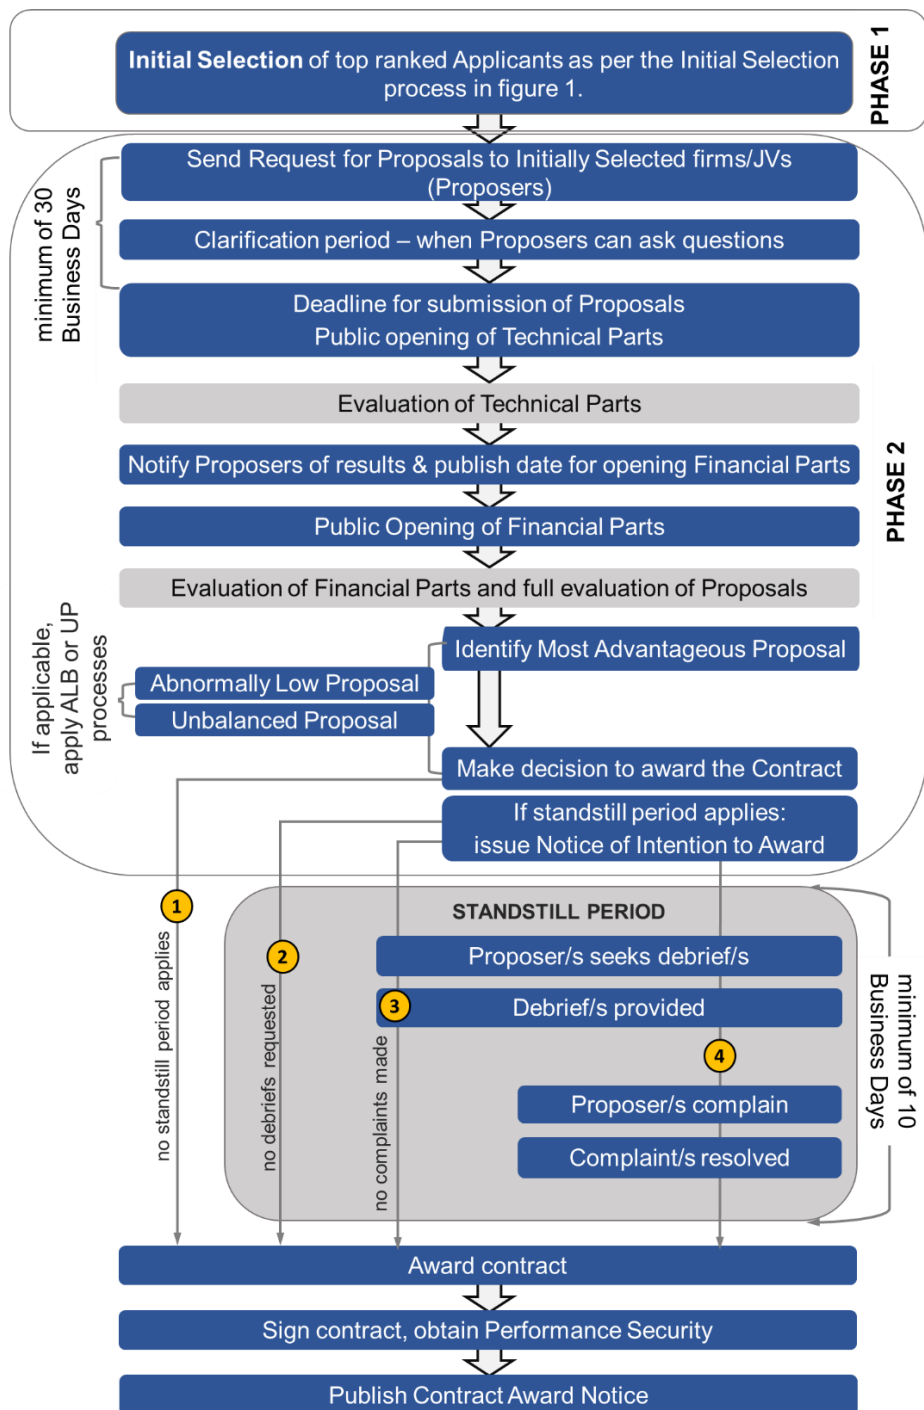 Initial Selection of top ranked Applicants as per the Initial Selection
process in figure 1.
PHASE 1
Send Request for Proposals to Initially Selected firms/JVs
(Proposers)
minimum of 30
Business Days
Clarification period – when Proposers can ask questions
Deadline for submission of Proposals
Public opening of Technical Parts
Evaluation of Technical Parts
Notify Proposers of results & publish date for opening Financial Parts
PHASE 2
Public Opening of Financial Parts
Evaluation of Financial Parts and full evaluation of Proposals
Identify Most Advantageous Proposal
If applicable,
apply ALB or UP
processes
Abnormally Low Proposal
Unbalanced Proposal
Make decision to award the Contract
If standstill period applies:
issue Notice of Intention to Award
1
no standstill period applies
STANDSTILL PERIOD
2
no debriefs requested
Proposer/s seeks debrief/s
3
no complaints made
Debrief/s provided
4
Proposer/s complain
Complaint/s resolved
minimum of 10
Business Days
Award contract
Sign contract, obtain Performance Security
Publish Contract Award Notice